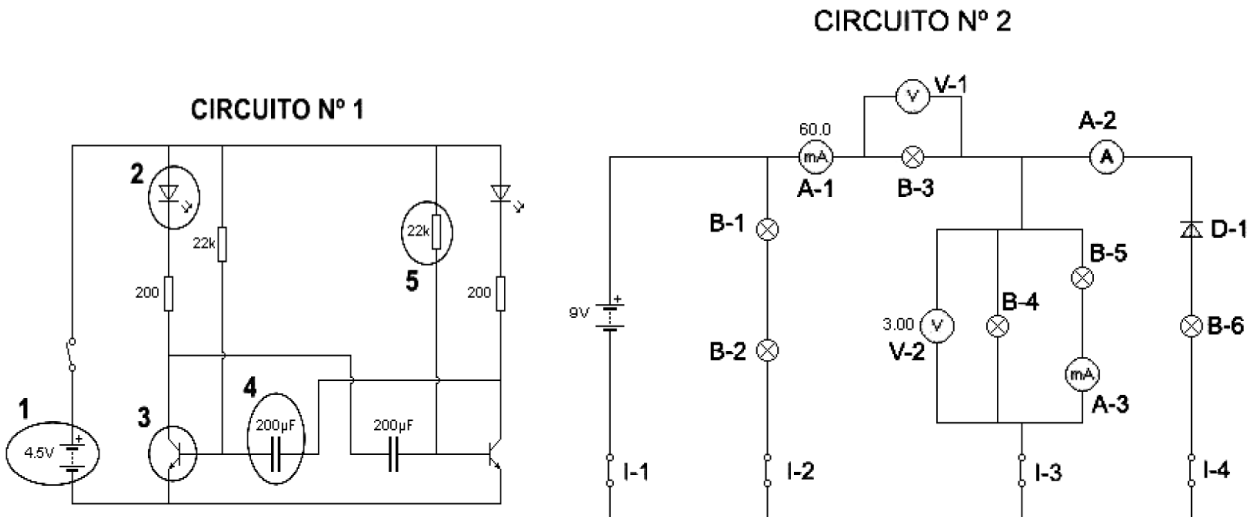 CIRCUITO Nº 1
2
22k
22k
5
200
200
4
1
3
200µF
200µF
4.5V
+
CIRCUITO Nº 2
V-1
V
60.0
mA
A-1
B-3
A-2
A
B-1
D-1
B-5
9V
+
B-4
3.00
V
V-2
B-6
B-2
mA
A-3
I-1
I-2
I-3
I-4